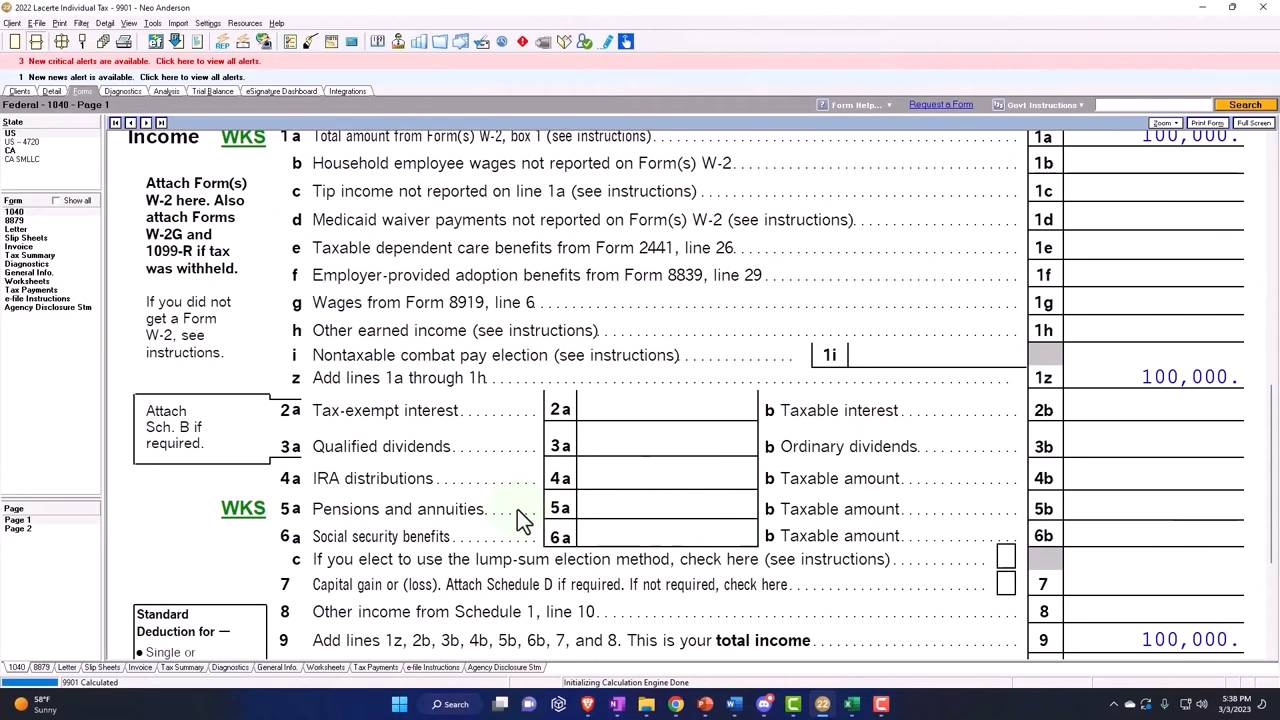 22 2022 Lacerte Individual Tax - 9901 - Neo Anderson
Client E-File Print Filter Detail View Tools Import Settings Resources Help
3 New critical alerts are available. Click here to view all alerts.
1 New news alert is available. Click here to view all alerts.
Clients Detail Forms Diagnostics Analysis Trial Balance eSignature Dashboard Integrations
Federal - 1040 - Page 1 Form Help... Request a Form Govt Instructions Search
State
US
US - 4720
CA
CA SMLLC
Form Show all
1040
8879
Letter
Slip Sheets
Invoice
Tax Summary
Diagnostics
General Info.
Worksheets
Tax Payments
e-file Instructions
Agency Disclosure Stm
Page
Page 1
Page 2
Zoom Print Form Full Screen
Income WKS 1a Total amount from Form(s) W-2, box 1 (see instructions) 1a 100,000.
b Household employee wages not reported on Form(s) W-2 1b
c Tip income not reported on line 1a (see instructions) 1c
d Medicaid waiver payments not reported on Form(s) W-2 (see instructions) 1d
e Taxable dependent care benefits from Form 2441, line 26 1e
f Employer-provided adoption benefits from Form 8839, line 29 1f
g Wages from Form 8919, line 6 1g
h Other earned income (see instructions) 1h
i Nontaxable combat pay election (see instructions) 1i
z Add lines 1a through 1h 1z 100,000.
Attach Form(s)
W-2 here. Also
attach Forms
W-2G and
1099-R if tax
was withheld.
If you did not
get a Form
W-2, see
instructions.
Attach
Sch. B if
required.
2a Tax-exempt interest 2a b Taxable interest 2b
3a Qualified dividends 3a b Ordinary dividends 3b
4a IRA distributions 4a b Taxable amount 4b
WKS 5a Pensions and annuities 5a b Taxable amount 5b
6a Social security benefits 6a b Taxable amount 6b
c If you elect to use the lump-sum election method, check here (see instructions)
7 Capital gain or (loss). Attach Schedule D if required. If not required, check here 7
8 Other income from Schedule 1, line 10 8
9 Add lines 1z, 2b, 3b, 4b, 5b, 6b, 7, and 8. This is your total income 9 100,000.
Standard
Deduction for —
● Single or
1040 8879 Letter Slip Sheets Invoice Tax Summary Diagnostics General Info. Worksheets Tax Payments e-file Instructions Agency Disclosure Stm
9901 Calculated Initializing Calculation Engine Done
58°F
Sunny
Search
5:38 PM
3/3/2023